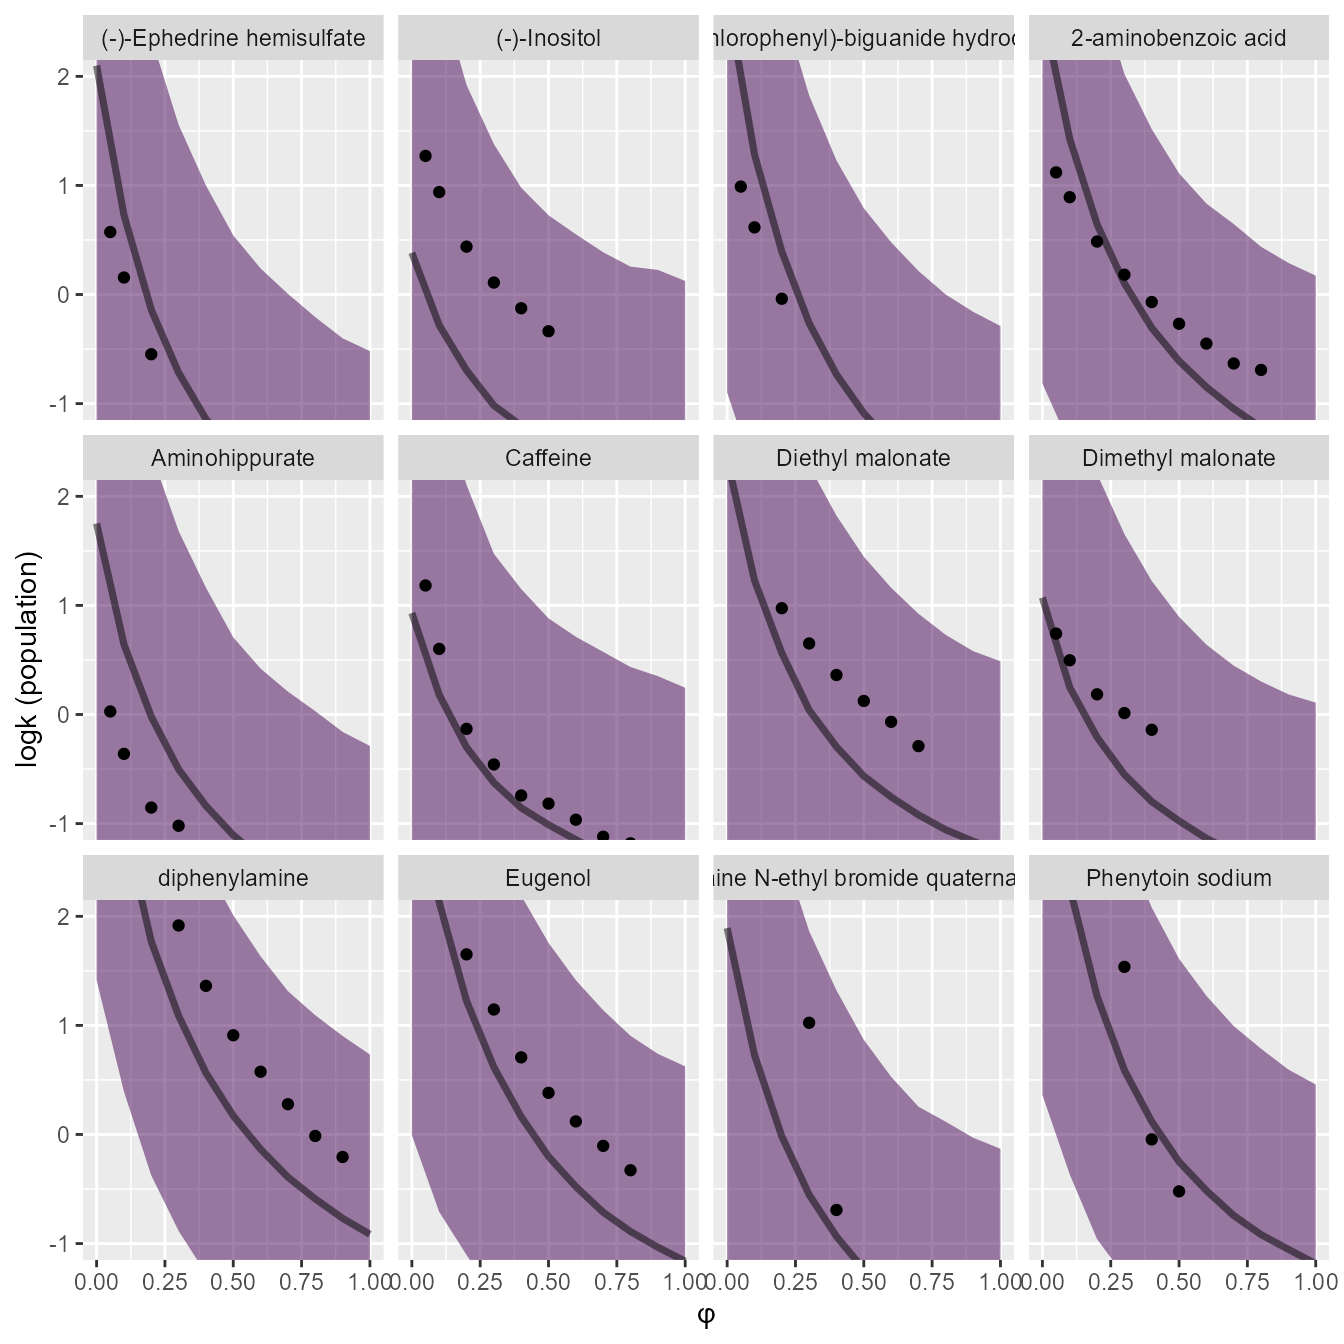 (-)-Ephedrine hemisulfate (-)-Inositol hlorophenyl)-biguanide hydroc 2-aminobenzoic acid
2
1
0
-1
Aminohippurate Caffeine Diethyl malonate Dimethyl malonate
2
1
0
-1
logk (population)
diphenylamine Eugenol ine N-ethyl bromide quaterna Phenytoin sodium
2
1
0
-1
0.00 0.25 0.50 0.75 1.00 0.00 0.25 0.50 0.75 1.00 0.00 0.25 0.50 0.75 1.00 0.00 0.25 0.50 0.75 1.00
φ